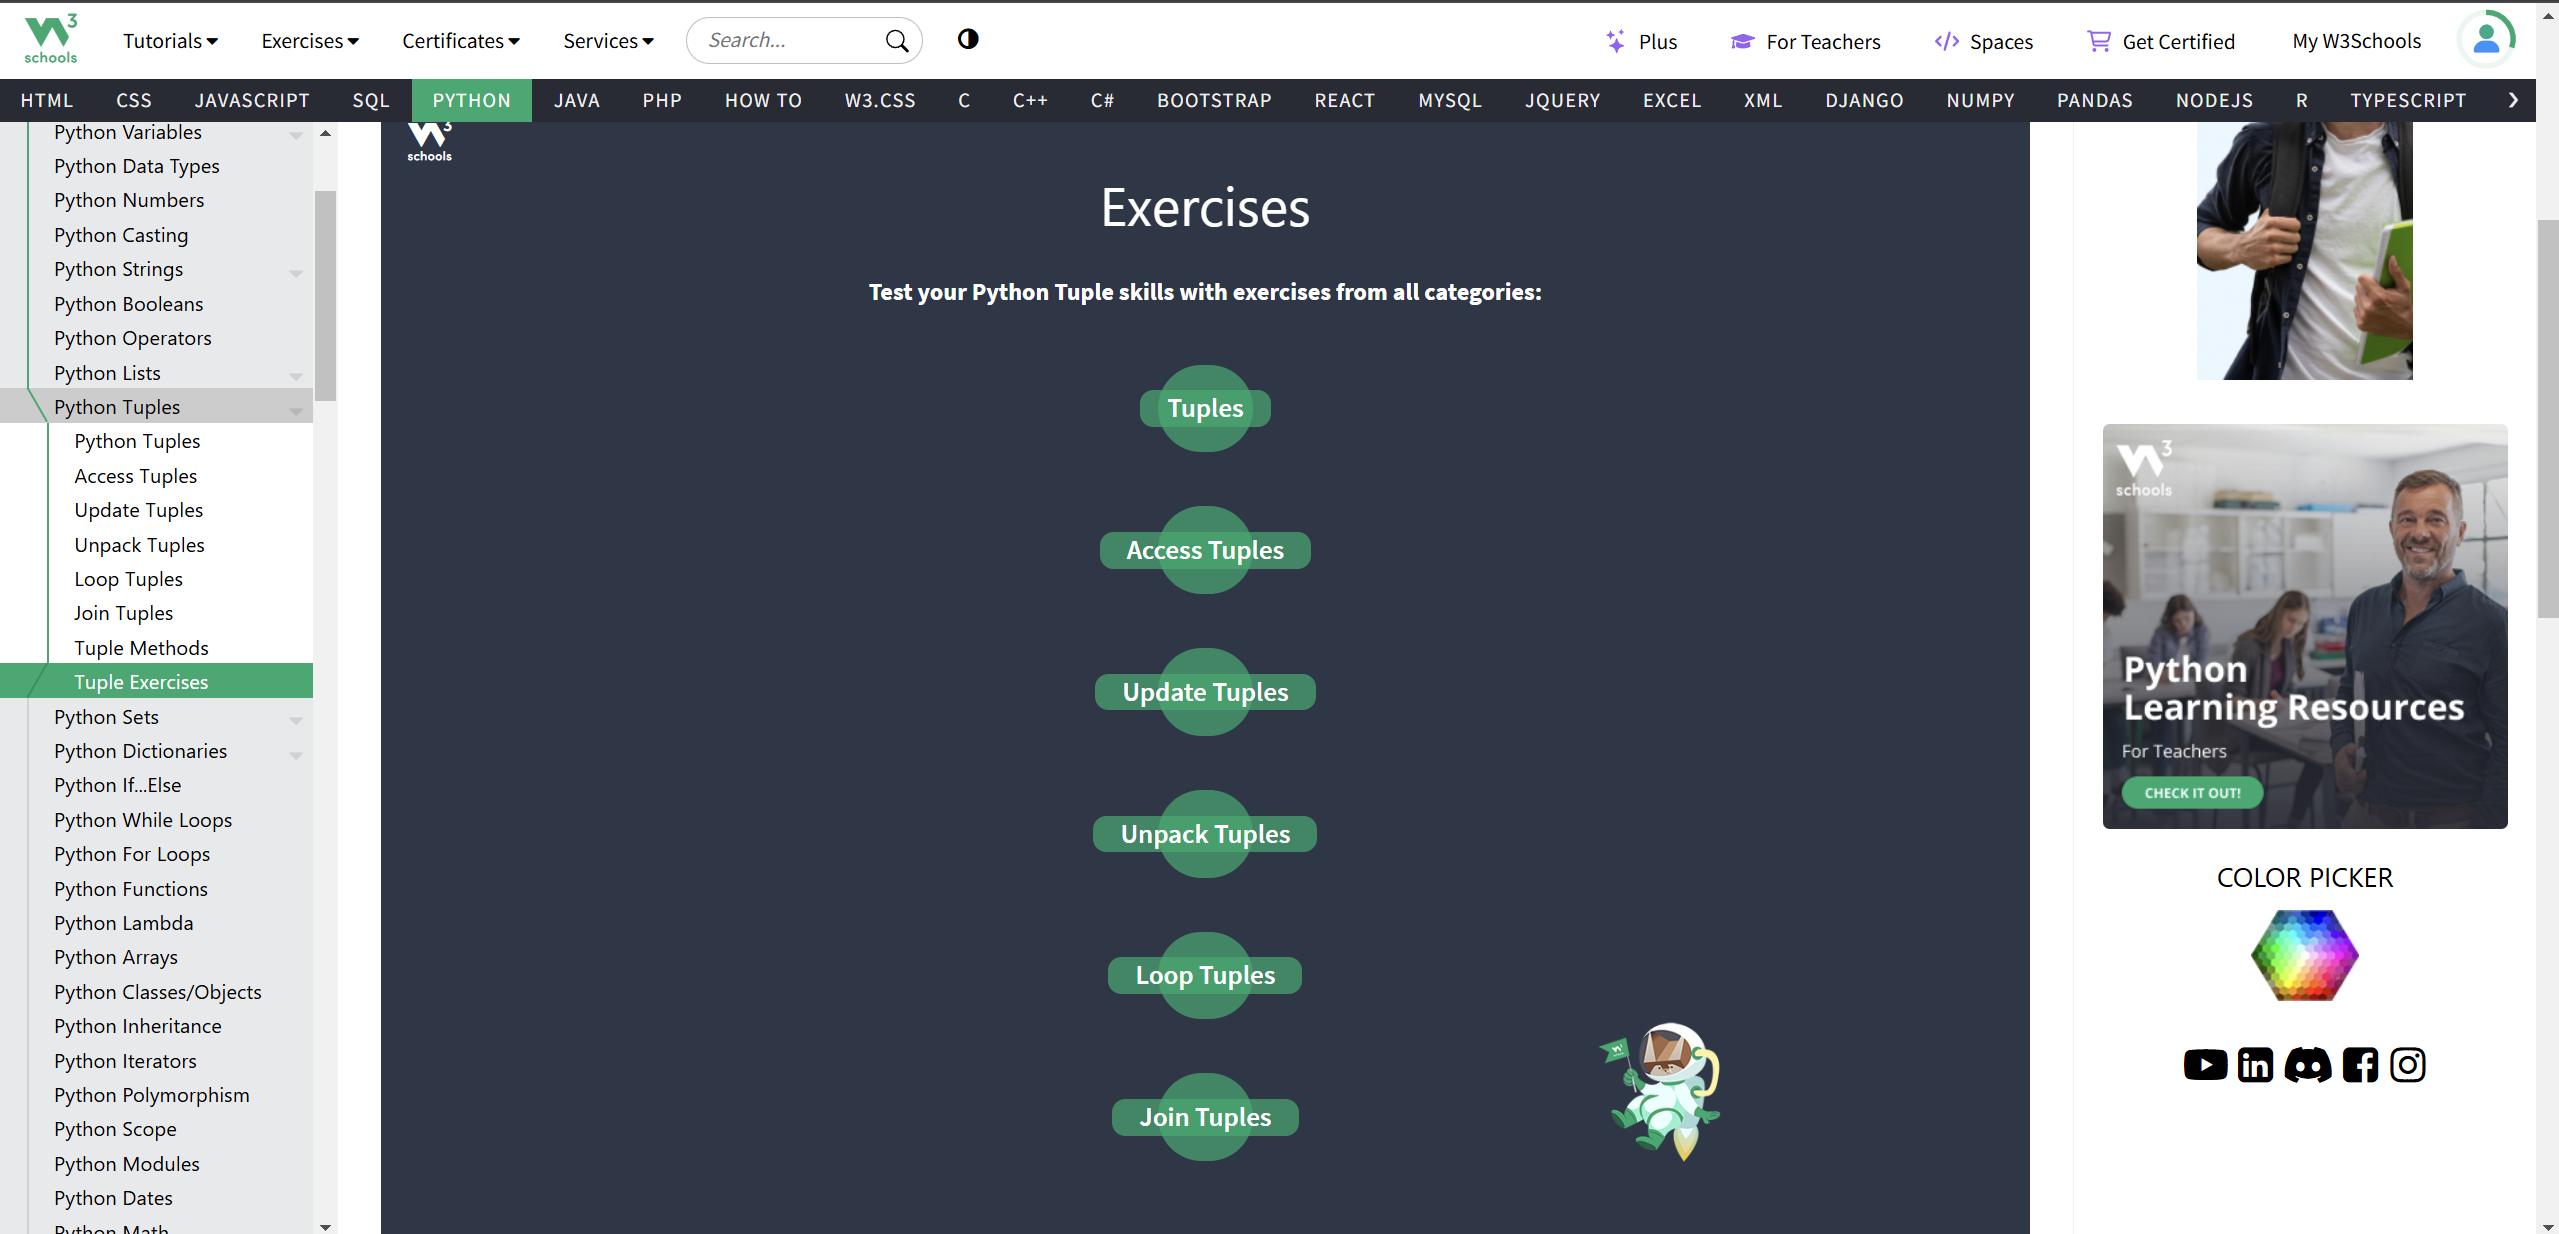 3
schools
Tutorials
Exercises
Certificates
Services
Search...
Plus
For Teachers
Spaces
Get Certified
My W3Schools
HTML CSS JAVASCRIPT SQL PYTHON JAVA PHP HOW TO W3.CSS C C++ C# BOOTSTRAP REACT MYSQL JQUERY EXCEL XML DJANGO NUMPY PANDAS NODEJS R TYPESCRIPT
Python Variables
Python Data Types
Python Numbers
Python Casting
Python Strings
Python Booleans
Python Operators
Python Lists
Python Tuples
Python Tuples
Access Tuples
Update Tuples
Unpack Tuples
Loop Tuples
Join Tuples
Tuple Methods
Tuple Exercises
Python Sets
Python Dictionaries
Python If...Else
Python While Loops
Python For Loops
Python Functions
Python Lambda
Python Arrays
Python Classes/Objects
Python Inheritance
Python Iterators
Python Polymorphism
Python Scope
Python Modules
Python Dates
Python Math
3
schools
Exercises
Test your Python Tuple skills with exercises from all categories:
Tuples
Access Tuples
Update Tuples
Unpack Tuples
Loop Tuples
Join Tuples
3
schools
Python
Learning Resources
For Teachers
CHECK IT OUT!
COLOR PICKER